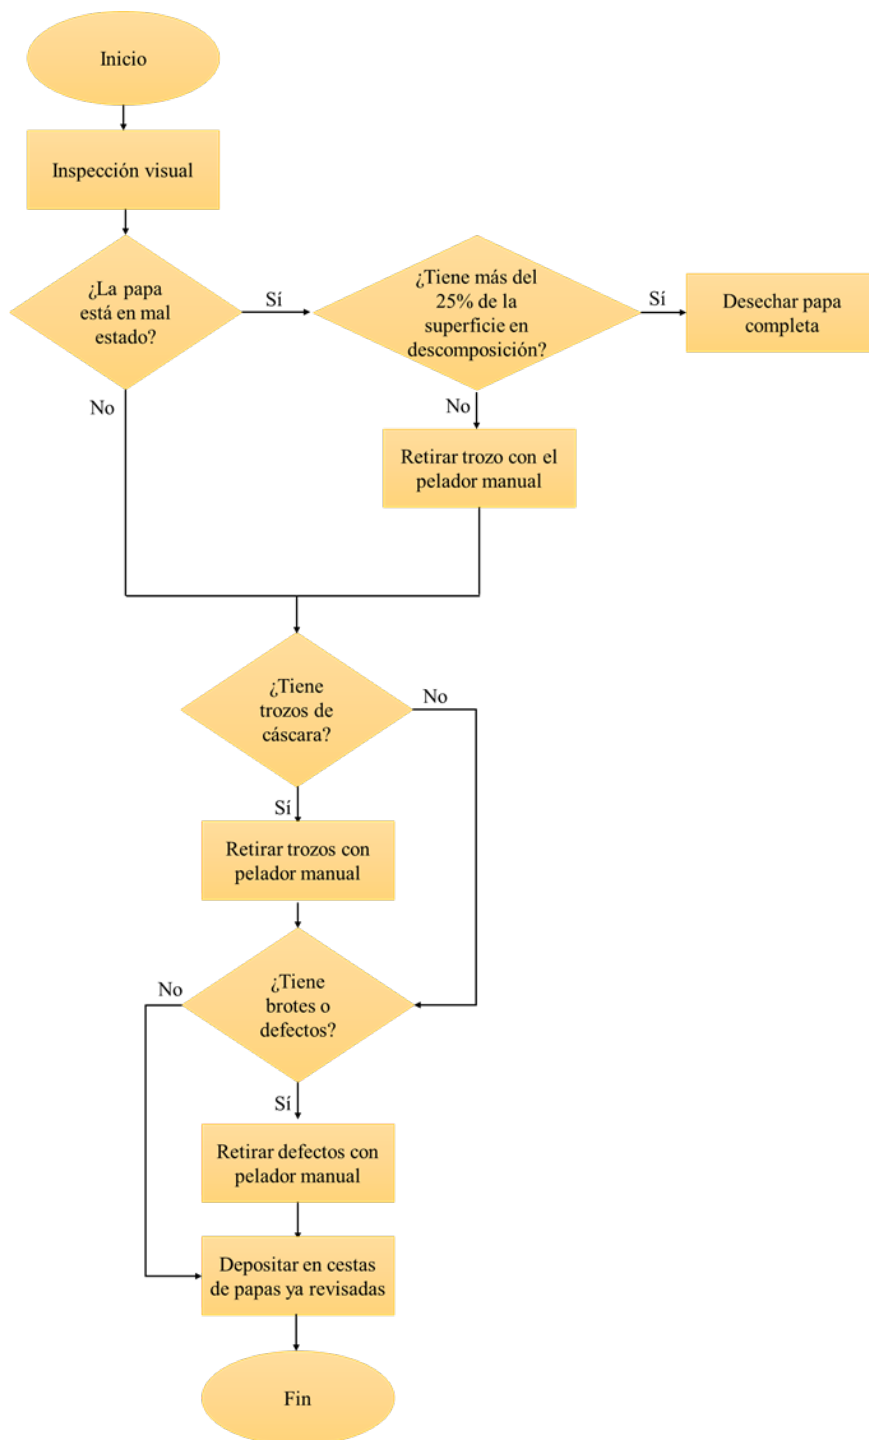 Inicio
Inspección visual
¿La papa
está en mal
estado?
Sí
¿Tiene más del
25% de la
superficie en
descomposición?
Sí
Desechar papa
completa
No
No
Retirar trozo con el
pelador manual
¿Tiene
trozos de
cáscara?
No
Sí
Retirar trozos con
pelador manual
¿Tiene
brotes o
defectos?
No
Sí
Retirar defectos con
pelador manual
Depositar en cestas
de papas ya revisadas
Fin